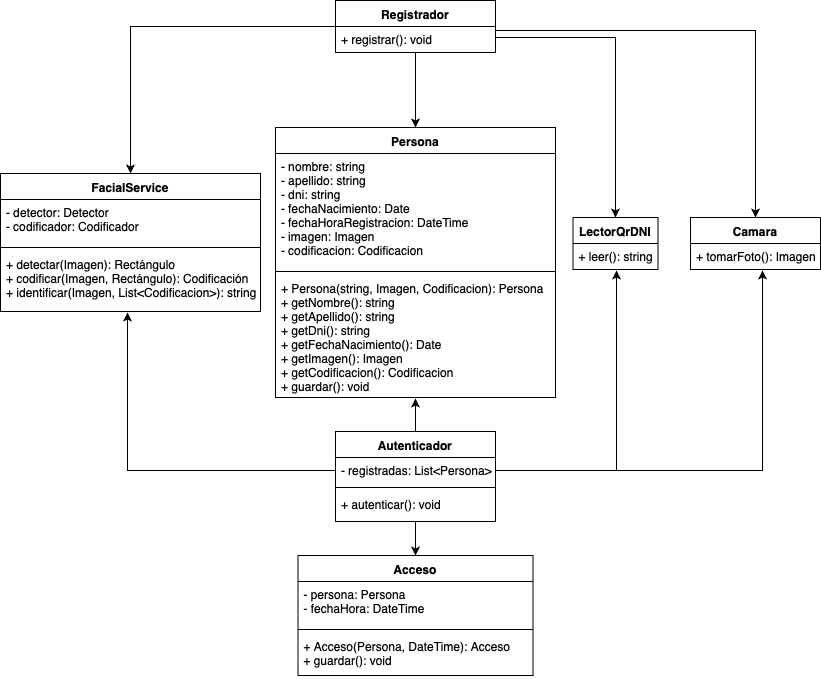 Registrador
+ registrar(): void
Persona
- nombre: string
- apellido: string
- dni: string
- fechaNacimiento: Date
- fechaHoraRegistracion: DateTime
- imagen: Imagen
- codificacion: Codificacion
+ Persona(string, Imagen, Codificacion): Persona
+ getNombre(): string
+ getApellido(): string
+ getDni(): string
+ getFechaNacimiento(): Date
+ getImagen(): Imagen
+ getCodificacion(): Codificacion
+ guardar(): void
FacialService
- detector: Detector
- codificador: Codificador
+ detectar(Imagen): Rectángulo
+ codificar(Imagen, Rectángulo): Codificación
+ identificar(Imagen, List<Codificacion>): string
LectorQrDNI
+ leer(): string
Camara
+ tomarFoto(): Imagen
Autenticador
- registradas: List<Persona>
+ autenticar(): void
Acceso
- persona: Persona
- fechaHora: DateTime
+ Acceso(Persona, DateTime): Acceso
+ guardar(): void